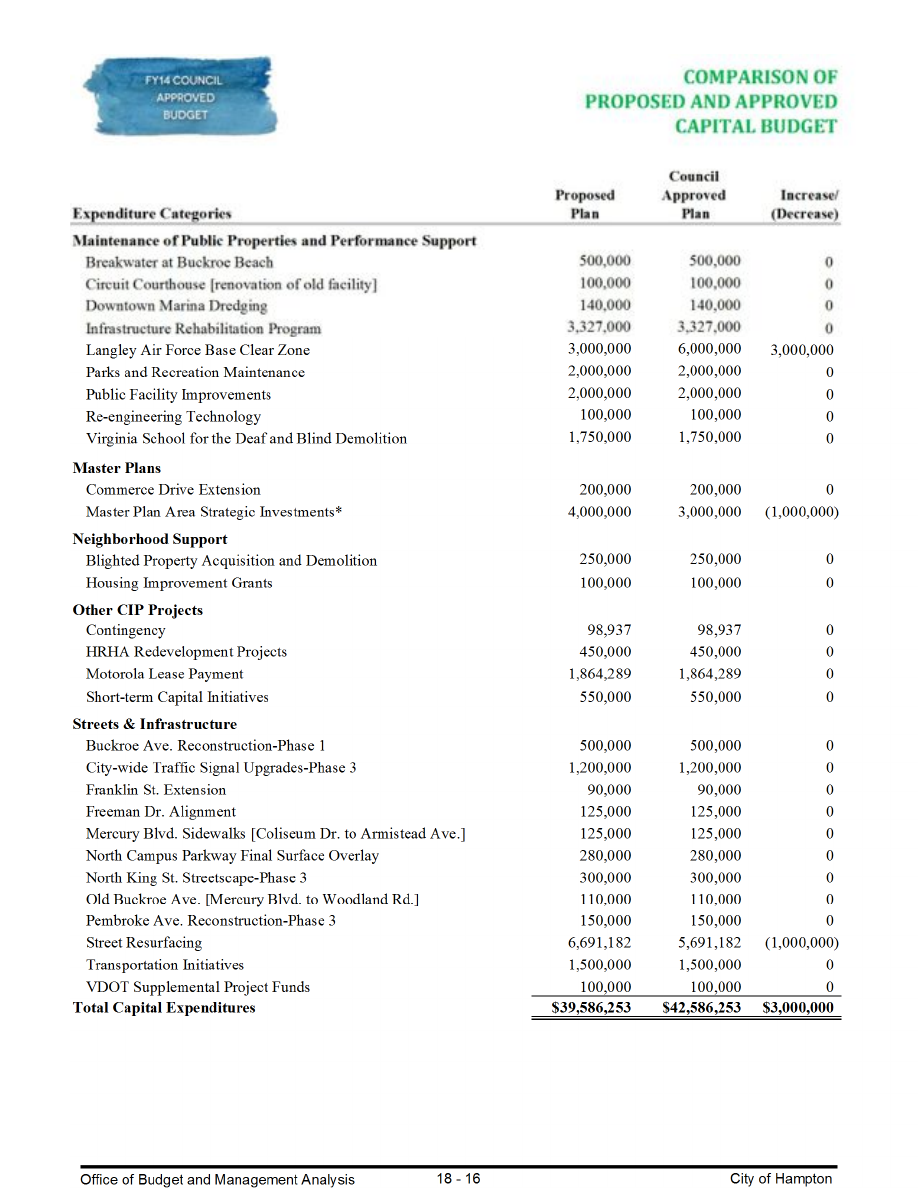 FY14 COUNCIL
APPROVED
BUDGET
COMPARISON OF
PROPOSED AND APPROVED
CAPITAL BUDGET
Expenditure Categories Proposed Plan Council Approved Plan Increase/ (Decrease)
Maintenance of Public Properties and Performance Support
Breakwater at Buckroe Beach 500,000 500,000 0
Circuit Courthouse [renovation of old facility] 100,000 100,000 0
Downtown Marina Dredging 140,000 140,000 0
Infrastructure Rehabilitation Program 3,327,000 3,327,000 0
Langley Air Force Base Clear Zone 3,000,000 6,000,000 3,000,000
Parks and Recreation Maintenance 2,000,000 2,000,000 0
Public Facility Improvements 2,000,000 2,000,000 0
Re-engineering Technology 100,000 100,000 0
Virginia School for the Deaf and Blind Demolition 1,750,000 1,750,000 0
Master Plans
Commerce Drive Extension 200,000 200,000 0
Master Plan Area Strategic Investments* 4,000,000 3,000,000 (1,000,000)
Neighborhood Support
Blighted Property Acquisition and Demolition 250,000 250,000 0
Housing Improvement Grants 100,000 100,000 0
Other CIP Projects
Contingency 98,937 98,937 0
HRHA Redevelopment Projects 450,000 450,000 0
Motorola Lease Payment 1,864,289 1,864,289 0
Short-term Capital Initiatives 550,000 550,000 0
Streets & Infrastructure
Buckroe Ave. Reconstruction-Phase 1 500,000 500,000 0
City-wide Traffic Signal Upgrades-Phase 3 1,200,000 1,200,000 0
Franklin St. Extension 90,000 90,000 0
Freeman Dr. Alignment 125,000 125,000 0
Mercury Blvd. Sidewalks [Coliseum Dr. to Armistead Ave.] 125,000 125,000 0
North Campus Parkway Final Surface Overlay 280,000 280,000 0
North King St. Streetscape-Phase 3 300,000 300,000 0
Old Buckroe Ave. [Mercury Blvd. to Woodland Rd.] 110,000 110,000 0
Pembroke Ave. Reconstruction-Phase 3 150,000 150,000 0
Street Resurfacing 6,691,182 5,691,182 (1,000,000)
Transportation Initiatives 1,500,000 1,500,000 0
VDOT Supplemental Project Funds 100,000 100,000 0
Total Capital Expenditures $39,586,253 $42,586,253 $3,000,000
Office of Budget and Management Analysis 18 - 16 City of Hampton